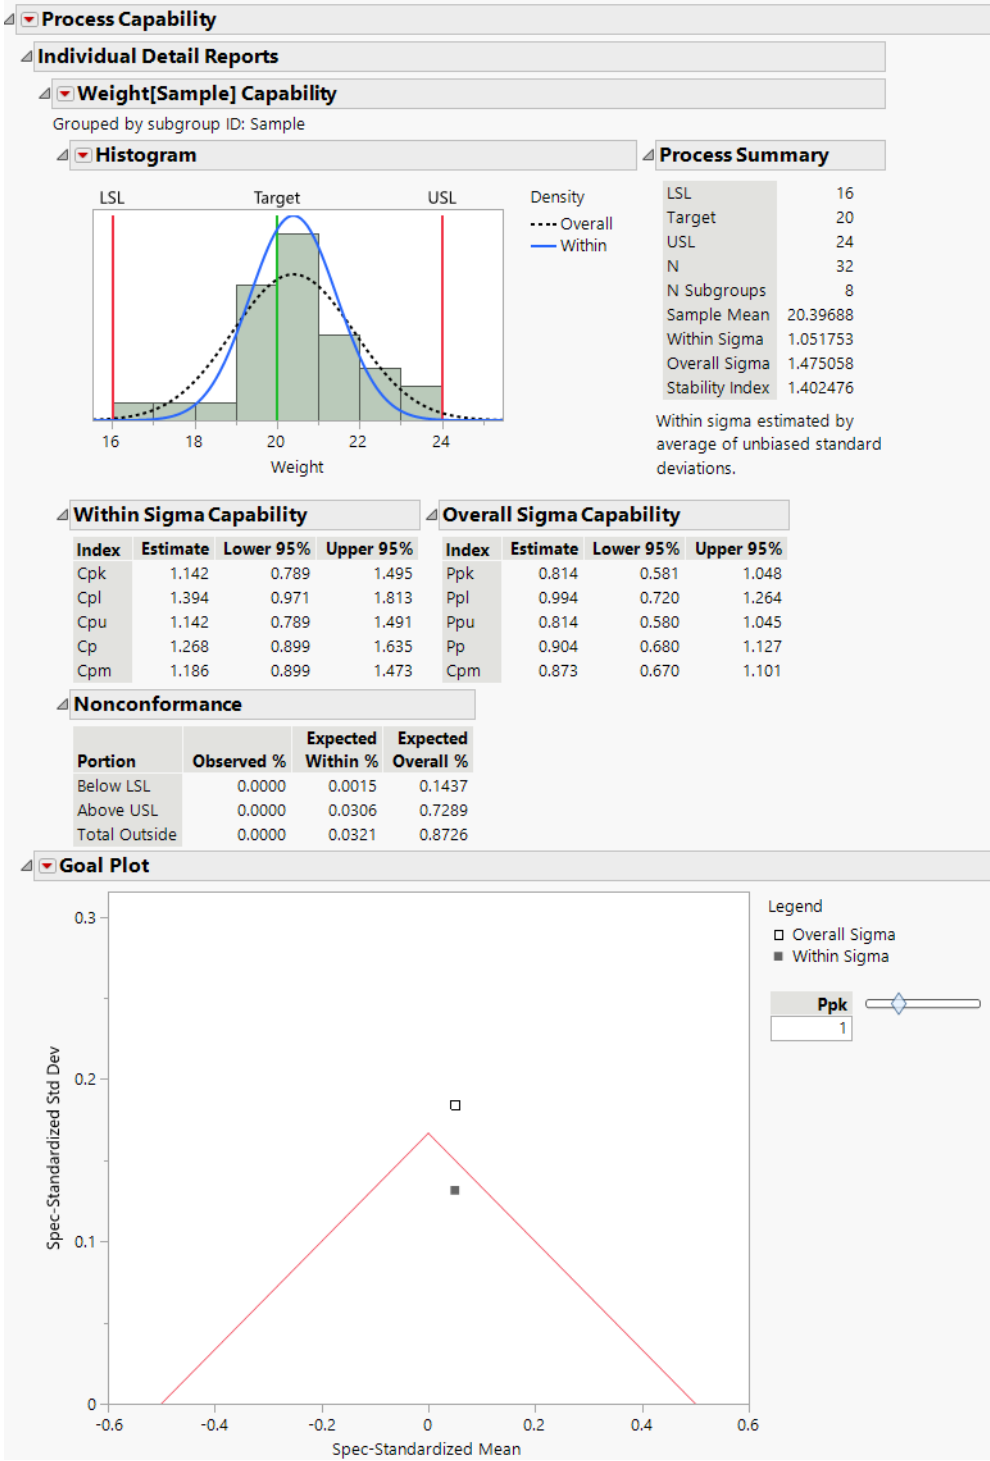 Process Capability
Individual Detail Reports
Weight[Sample] Capability
Grouped by subgroup ID: Sample
Histogram
LSL Target USL
16 18 20 22 24
Weight
Density
Overall
Within
Process Summary
LSL 16
Target 20
USL 24
N 32
N Subgroups 8
Sample Mean 20.39688
Within Sigma 1.051753
Overall Sigma 1.475058
Stability Index 1.402476
Within sigma estimated by
average of unbiased standard
deviations.
Within Sigma Capability
Index Estimate Lower 95% Upper 95%
Cpk 1.142 0.789 1.495
Cpl 1.394 0.971 1.813
Cpu 1.142 0.789 1.491
Cp 1.268 0.899 1.635
Cpm 1.186 0.899 1.473
Overall Sigma Capability
Index Estimate Lower 95% Upper 95%
Ppk 0.814 0.581 1.048
Ppl 0.994 0.720 1.264
Ppu 0.814 0.580 1.045
Pp 0.904 0.680 1.127
Cpm 0.873 0.670 1.101
Nonconformance
Expected Expected
Portion Observed % Within % Overall %
Below LSL 0.0000 0.0015 0.1437
Above USL 0.0000 0.0306 0.7289
Total Outside 0.0000 0.0321 0.8726
Goal Plot
Spec-Standardized Std Dev
0.3
0.2
0.1
0
-0.6 -0.4 -0.2 0 0.2 0.4 0.6
Spec-Standardized Mean
Legend
Overall Sigma
Within Sigma
Ppk
1